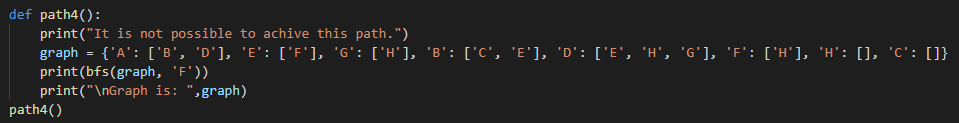 def path4():
    print("It is not possible to achive this path.")
    graph = {'A': ['B', 'D'], 'E': ['F'], 'G': ['H'], 'B': ['C', 'E'], 'D': ['E', 'H', 'G'], 'F': ['H'], 'H': [], 'C': []}
    print(bfs(graph, 'F'))
    print("\nGraph is: ",graph)
path4()